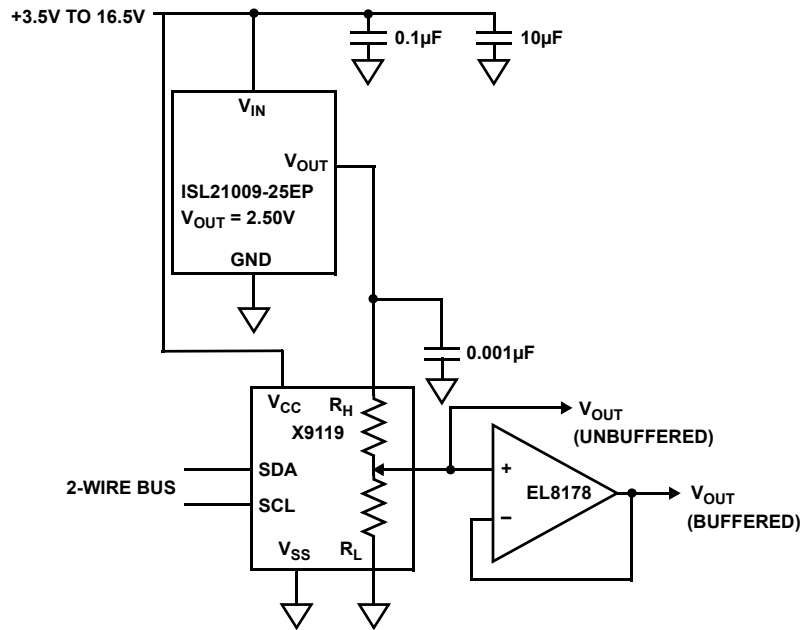 +3.5V TO 16.5V
0.1µF
10µF
VIN
VOUT
ISL21009-25EP
VOUT = 2.50V
GND
0.001µF
VCC
RH
X9119
VOUT
(UNBUFFERED)
2-WIRE BUS
SDA
SCL
+
EL8178
−
VOUT
(BUFFERED)
VSS
RL